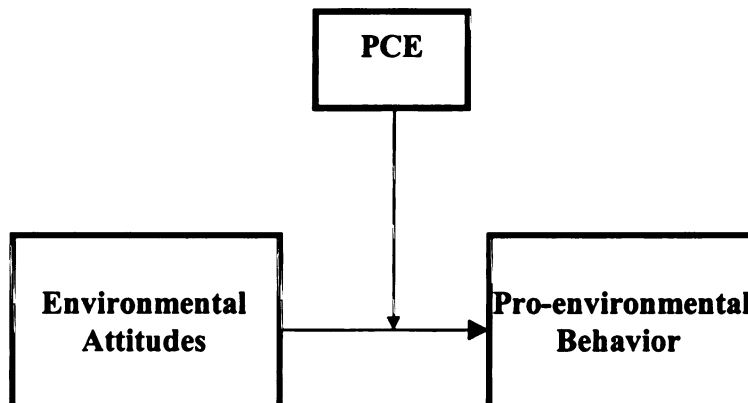 PCE
Environmental
Attitudes
Pro-environmental
Behavior